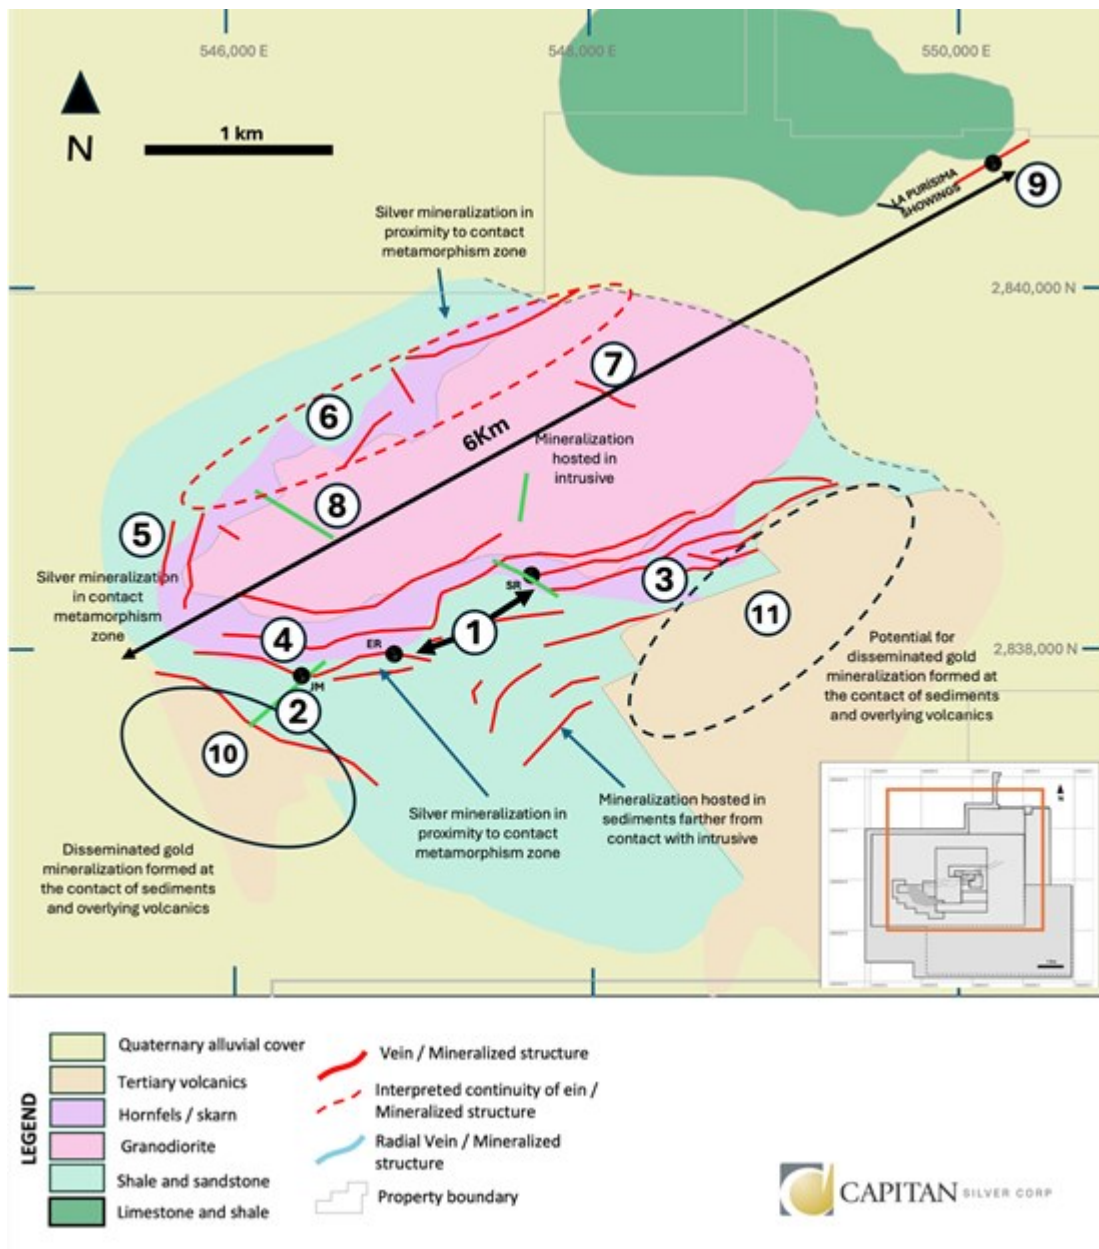 546,000 E
548,000 E
550,000 E
N
1 km
LA PURÍSIMA
SHOWINGS
9
Silver mineralization in
proximity to contact
metamorphism zone
2,840,000 N
7
6
6Km
Mineralization
hosted in
intrusive
8
5
Silver mineralization
in contact
metamorphism
zone
SR
3
11
1
4
ER
2,838,000 N
Potential for
disseminated gold
mineralization formed at
the contact of sediments
and overlying volcanics
JM
2
10
Silver mineralization in
proximity to contact
metamorphism zone
Mineralization hosted in
sediments farther from
contact with intrusive
Disseminated gold
mineralization formed at
the contact of sediments
and overlying volcanics
N
LEGEND
Quaternary alluvial cover
Tertiary volcanics
Hornfels / skarn
Granodiorite
Shale and sandstone
Limestone and shale
Vein / Mineralized structure
Interpreted continuity of ein /
Mineralized structure
Radial Vein / Mineralized
structure
Property boundary
CAPITAN SILVER CORP